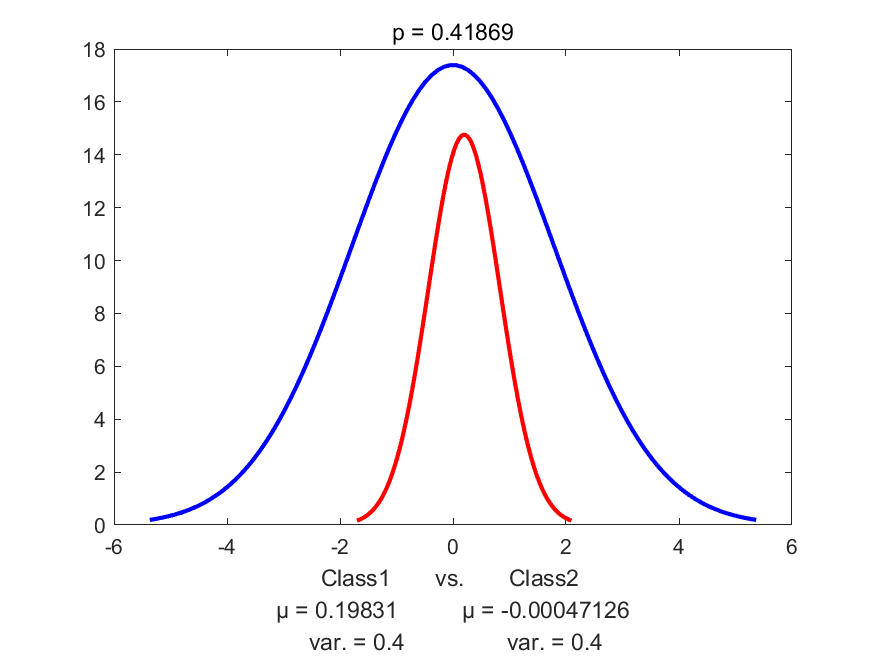 p = 0.41869
18
16
14
12
10
8
6
4
2
0
-6 -4 -2 0 2 4 6
Class1 vs. Class2
μ = 0.19831 μ = -0.00047126
var. = 0.4 var. = 0.4